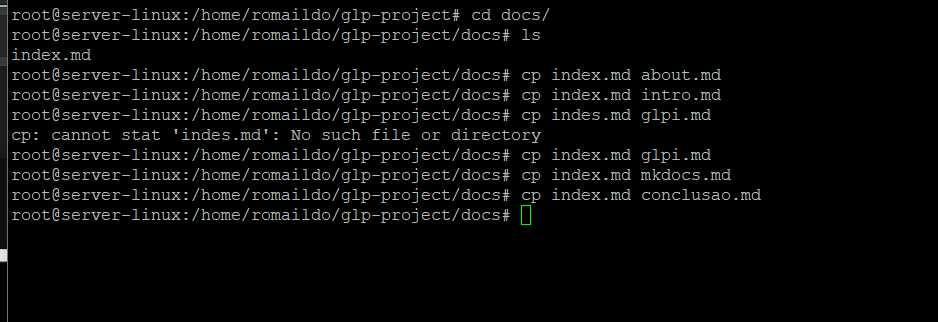 root@server-linux:/home/romaildo/glp-project# cd docs/
root@server-linux:/home/romaildo/glp-project/docs# ls
index.md
root@server-linux:/home/romaildo/glp-project/docs# cp index.md about.md
root@server-linux:/home/romaildo/glp-project/docs# cp index.md intro.md
root@server-linux:/home/romaildo/glp-project/docs# cp indes.md glpi.md
cp: cannot stat 'indes.md': No such file or directory
root@server-linux:/home/romaildo/glp-project/docs# cp index.md glpi.md
root@server-linux:/home/romaildo/glp-project/docs# cp index.md mkdocs.md
root@server-linux:/home/romaildo/glp-project/docs# cp index.md conclusao.md
root@server-linux:/home/romaildo/glp-project/docs#